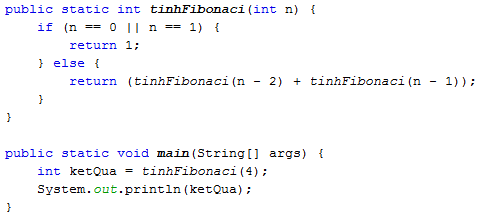 public static int tinhFibonaci(int n) {
    if (n == 0 || n == 1) {
        return 1;
    } else {
        return (tinhFibonaci(n - 2) + tinhFibonaci(n - 1));
    }
}

public static void main(String[] args) {
    int ketQua = tinhFibonaci(4);
    System.out.println(ketQua);
}